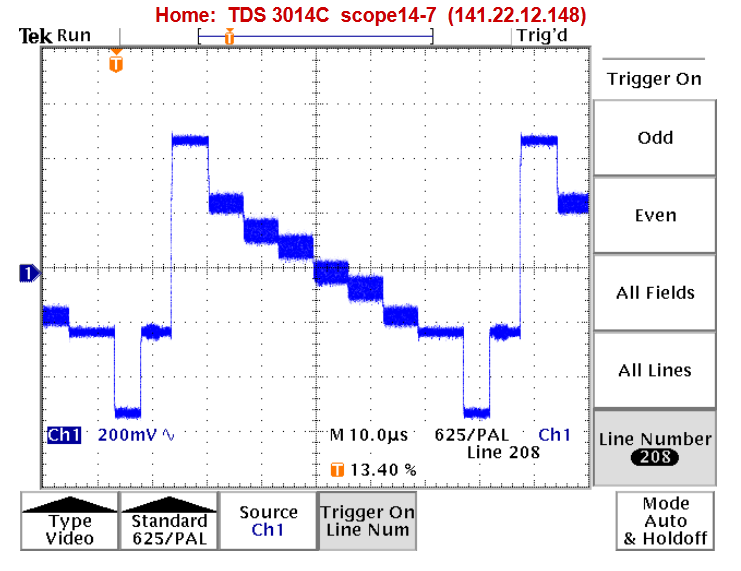 Home: TDS 3014C scope14-7 (141.22.12.148)
Tek Run
Trig'd
T
T
Trigger On
Odd
Even
All Fields
All Lines
Line Number
208
1
Ch1 200mV∿ M 10.0µs 625/PAL Ch1
Line 208
T 13.40 %
Type
Video
Standard
625/PAL
Source
Ch1
Trigger On
Line Num
Mode
Auto
& Holdoff